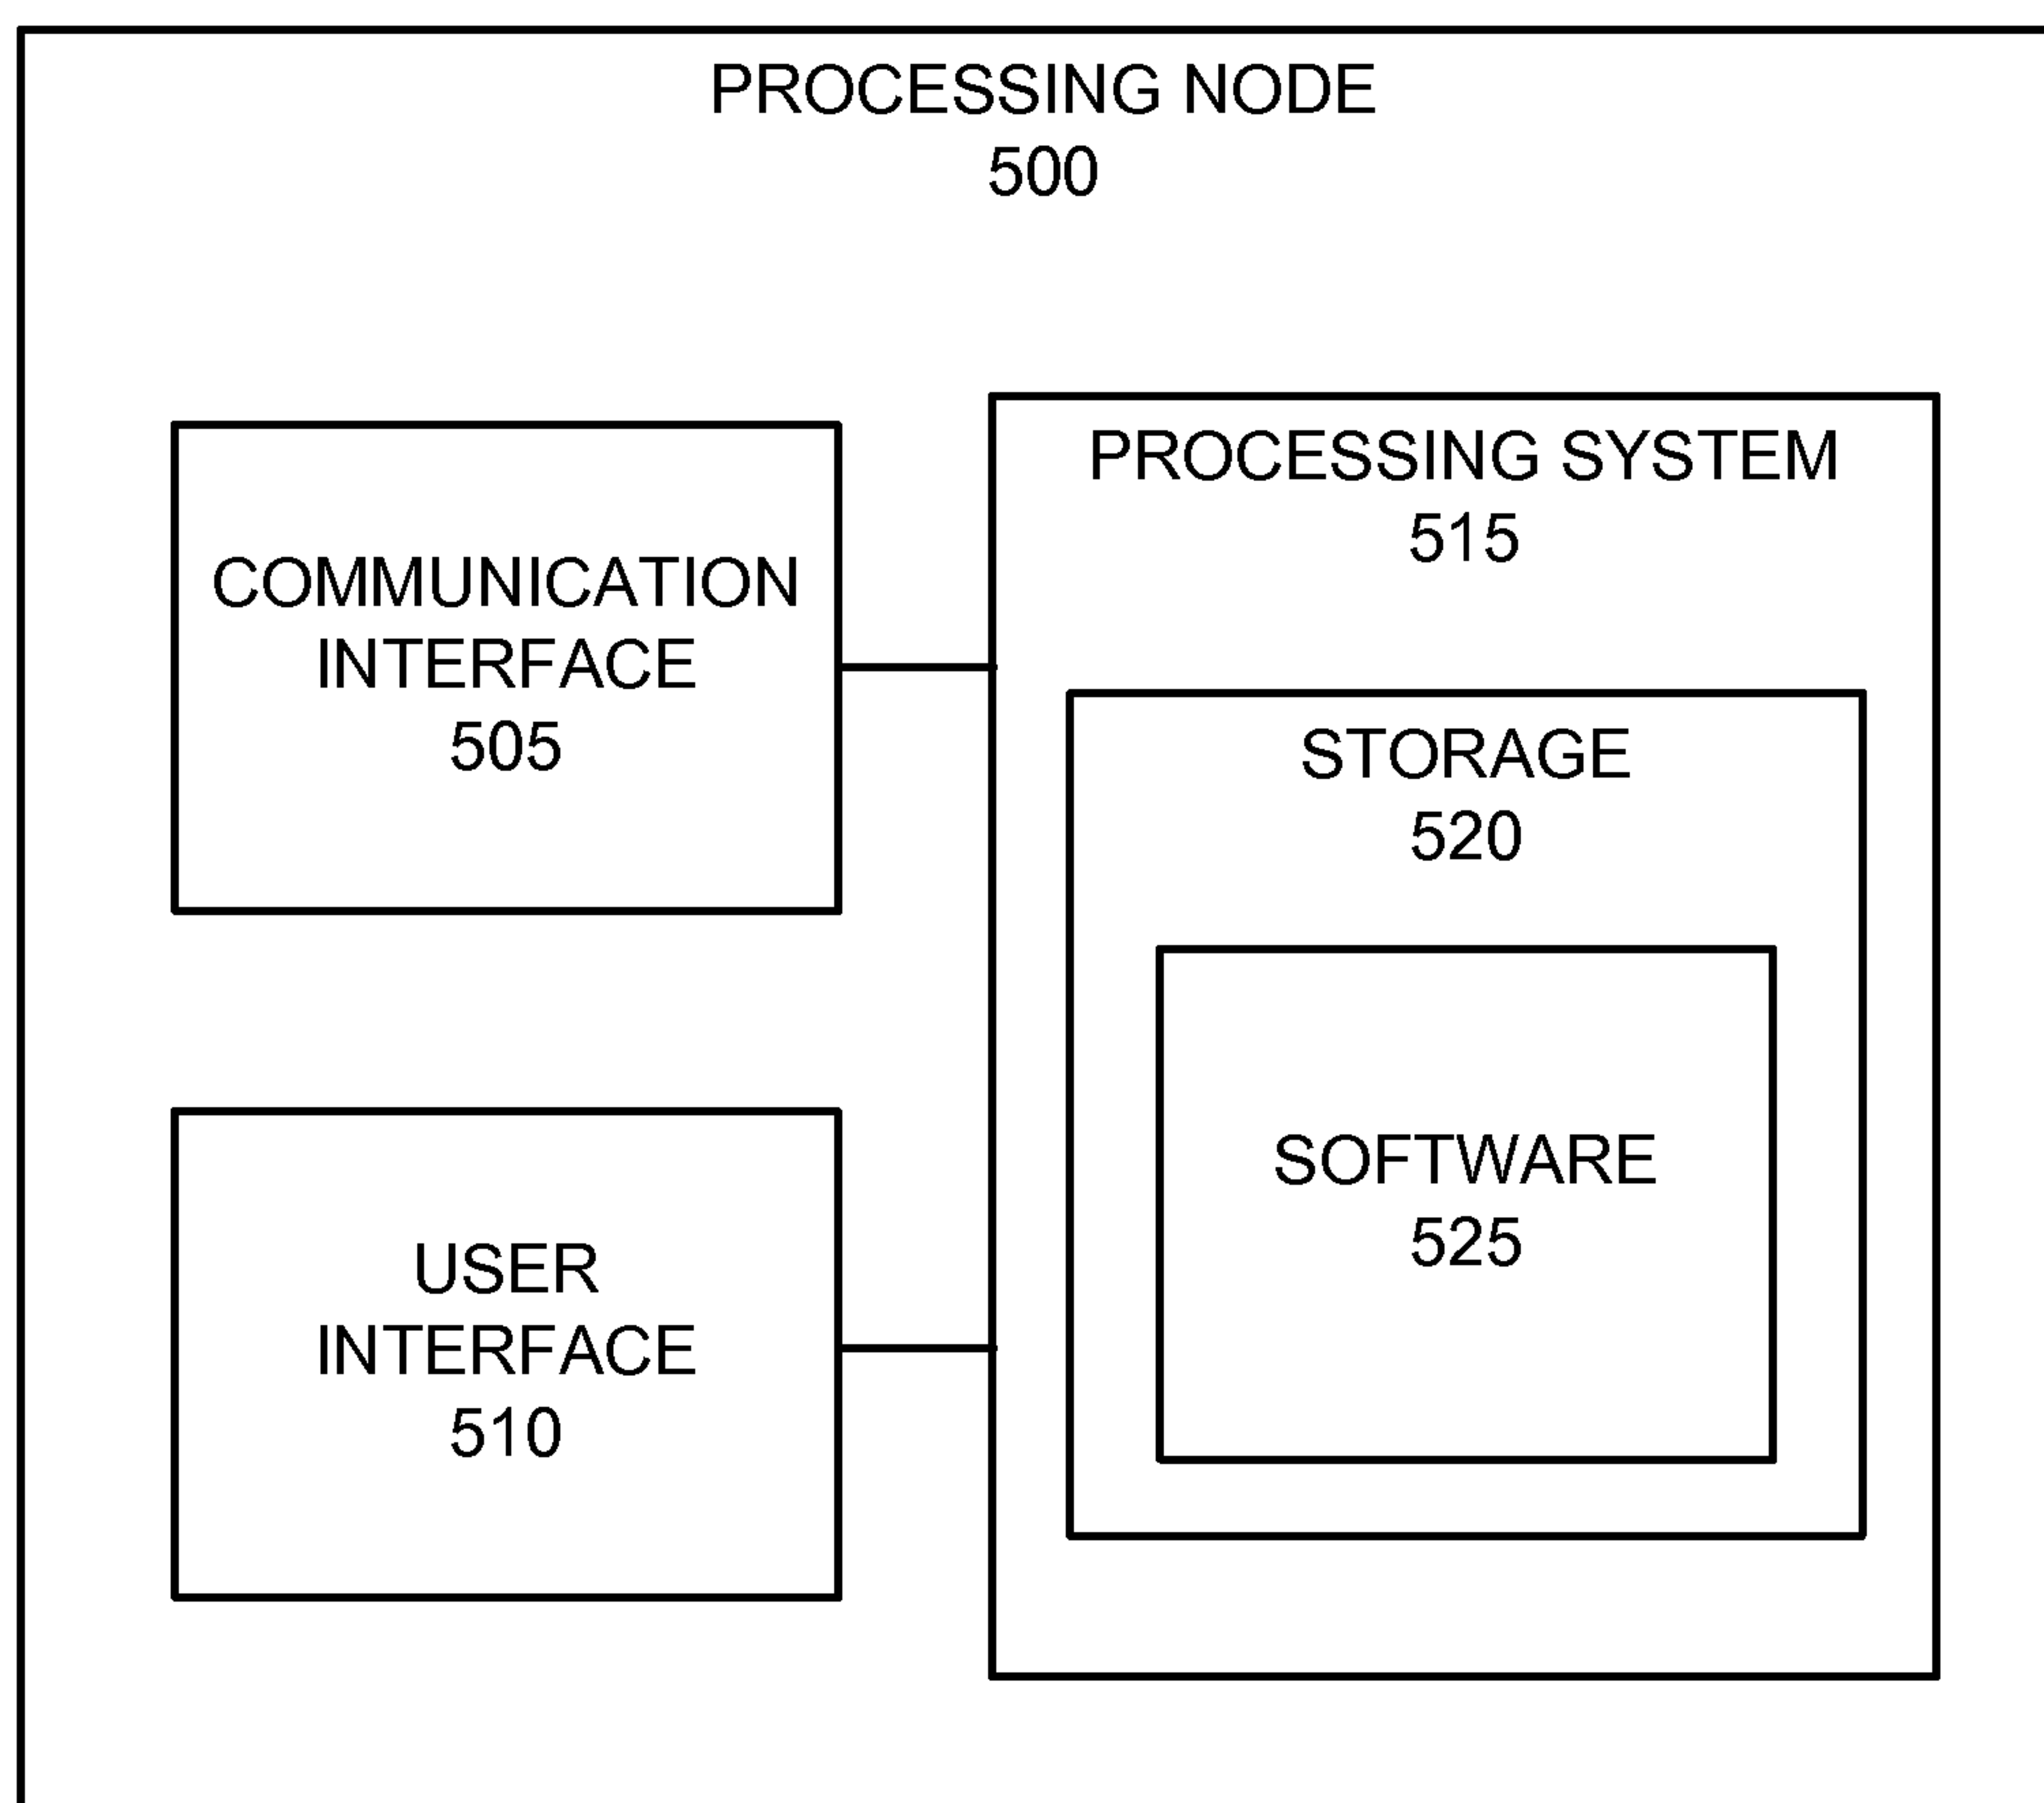 PROCESSING NODE
500
COMMUNICATION
INTERFACE
505
USER
INTERFACE
510
PROCESSING SYSTEM
515
STORAGE
520
SOFTWARE
525